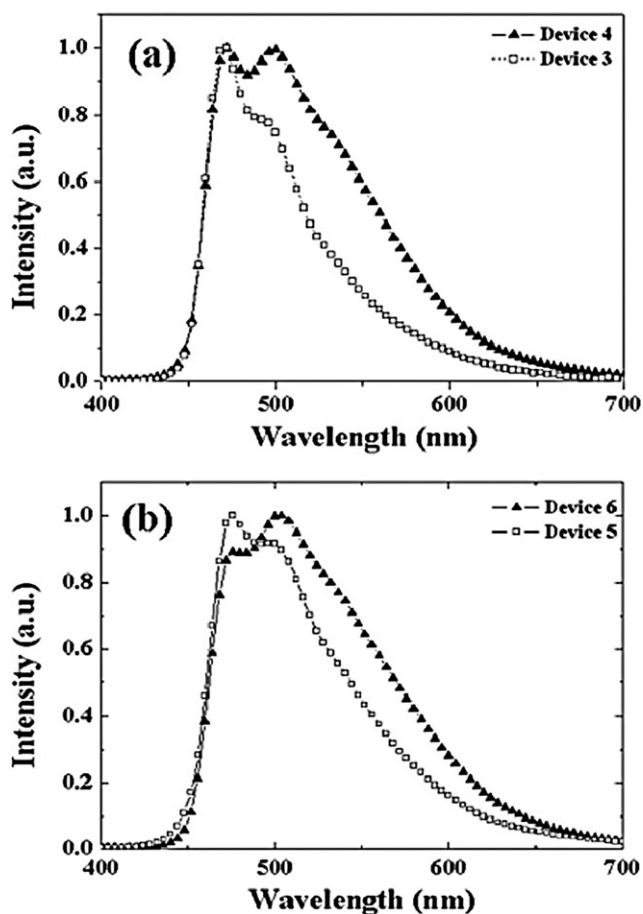 (a)
Device 4
Device 3
Intensity (a.u.)
1.0
0.8
0.6
0.4
0.2
0.0
400 500 600 700
Wavelength (nm)
(b)
Device 6
Device 5
Intensity (a.u.)
1.0
0.8
0.6
0.4
0.2
0.0
400 500 600 700
Wavelength (nm)